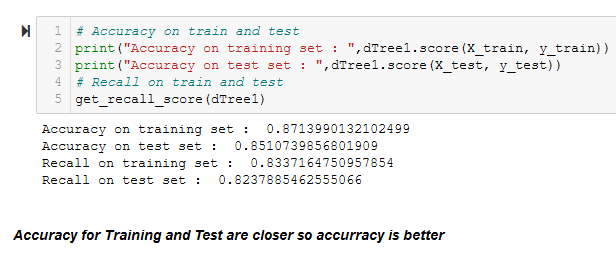 1 # Accuracy on train and test
2 print("Accuracy on training set : ",dTree1.score(X_train, y_train))
3 print("Accuracy on test set : ",dTree1.score(X_test, y_test))
4 # Recall on train and test
5 get_recall_score(dTree1)
Accuracy on training set :  0.8713990132102499
Accuracy on test set :  0.8510739856801909
Recall on training set :  0.8337164750957854
Recall on test set :  0.8237885462555066
Accuracy for Training and Test are closer so accurracy is better